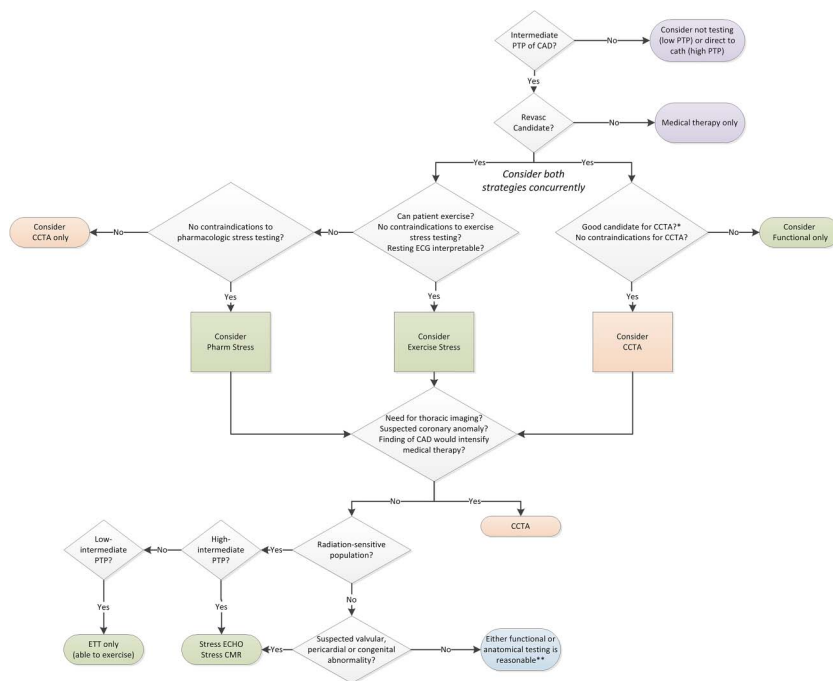 Intermediate
PTP of CAD?
No
Consider not testing
(low PTP) or direct to
cath (high PTP)
Yes
Revasc
Candidate?
No
Medical therapy only
Yes
Yes
Consider both
strategies concurrently
Consider
CCTA only
No
No contraindications to
pharmacologic stress testing?
No
Can patient exercise?
No contraindications to exercise
stress testing?
Resting ECG interpretable?
Good candidate for CCTA?*
No contraindications for CCTA?
No
Consider
Functional only
Yes
Yes
Yes
Consider
Pharm Stress
Consider
Exercise Stress
Consider
CCTA
Need for thoracic imaging?
Suspected coronary anomaly?
Finding of CAD would intensify
medical therapy?
No
Yes
CCTA
Low-
intermediate
PTP?
No
High-
intermediate
PTP?
Yes
Radiation-sensitive
population?
Yes
Yes
No
ETT only
(able to exercise)
Stress ECHO
Stress CMR
Yes
Suspected valvular,
pericardial or congenital
abnormality?
No
Either functional or
anatomical testing is
reasonable**